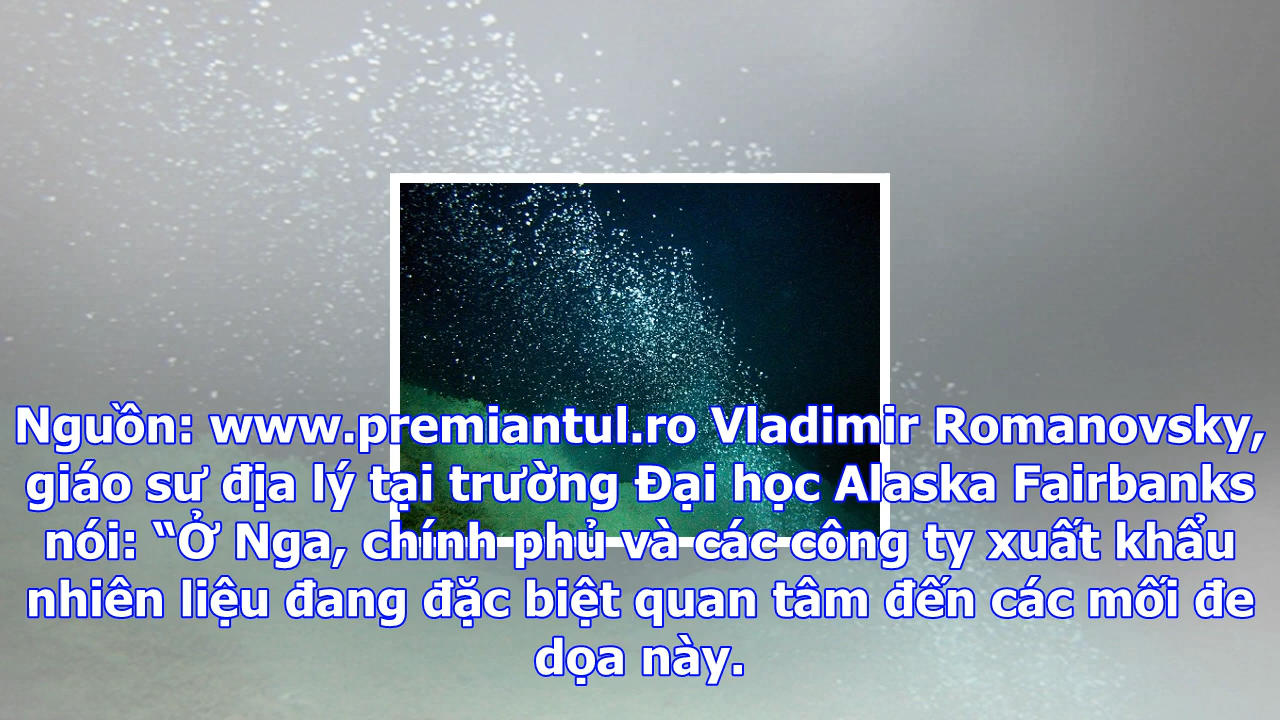 Nguồn: www.premiantul.ro Vladimir Romanovsky,
giáo sư địa lý tại trường Đại học Alaska Fairbanks
nói: “Ở Nga, chính phủ và các công ty xuất khẩu
nhiên liệu đang đặc biệt quan tâm đến các mối đe
dọa này.